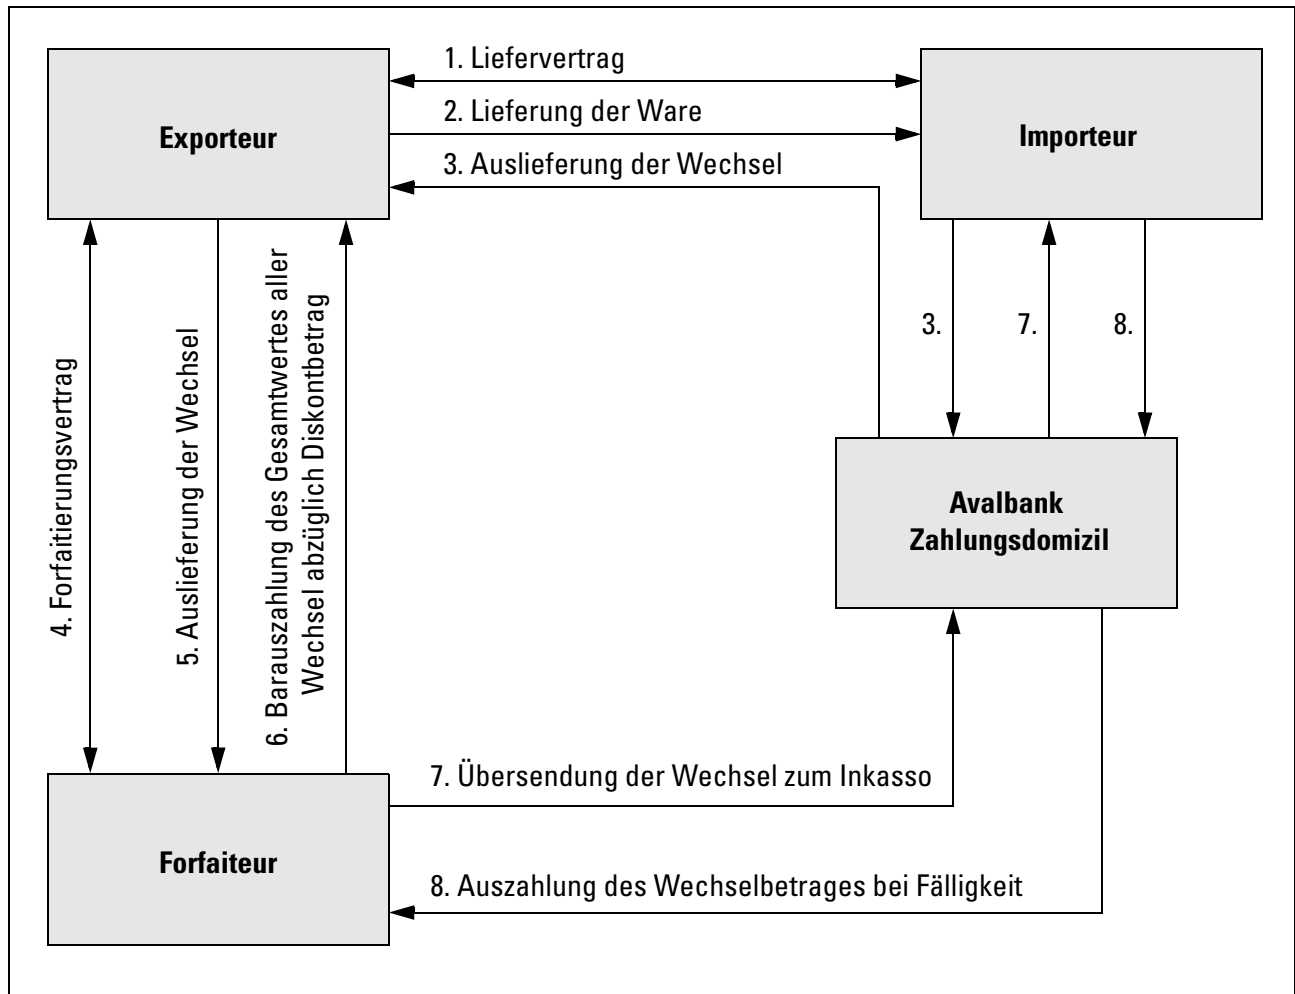 1. Liefervertrag
2. Lieferung der Ware
3. Auslieferung der Wechsel
Exporteur
Importeur
4. Forfaitierungsvertrag
5. Auslieferung der Wechsel
6. Barauszahlung des Gesamtwertes aller
Wechsel abzüglich Diskontbetrag
3.
7.
8.
Avalbank
Zahlungsdomizil
7. Übersendung der Wechsel zum Inkasso
Forfaiteur
8. Auszahlung des Wechselbetrages bei Fälligkeit